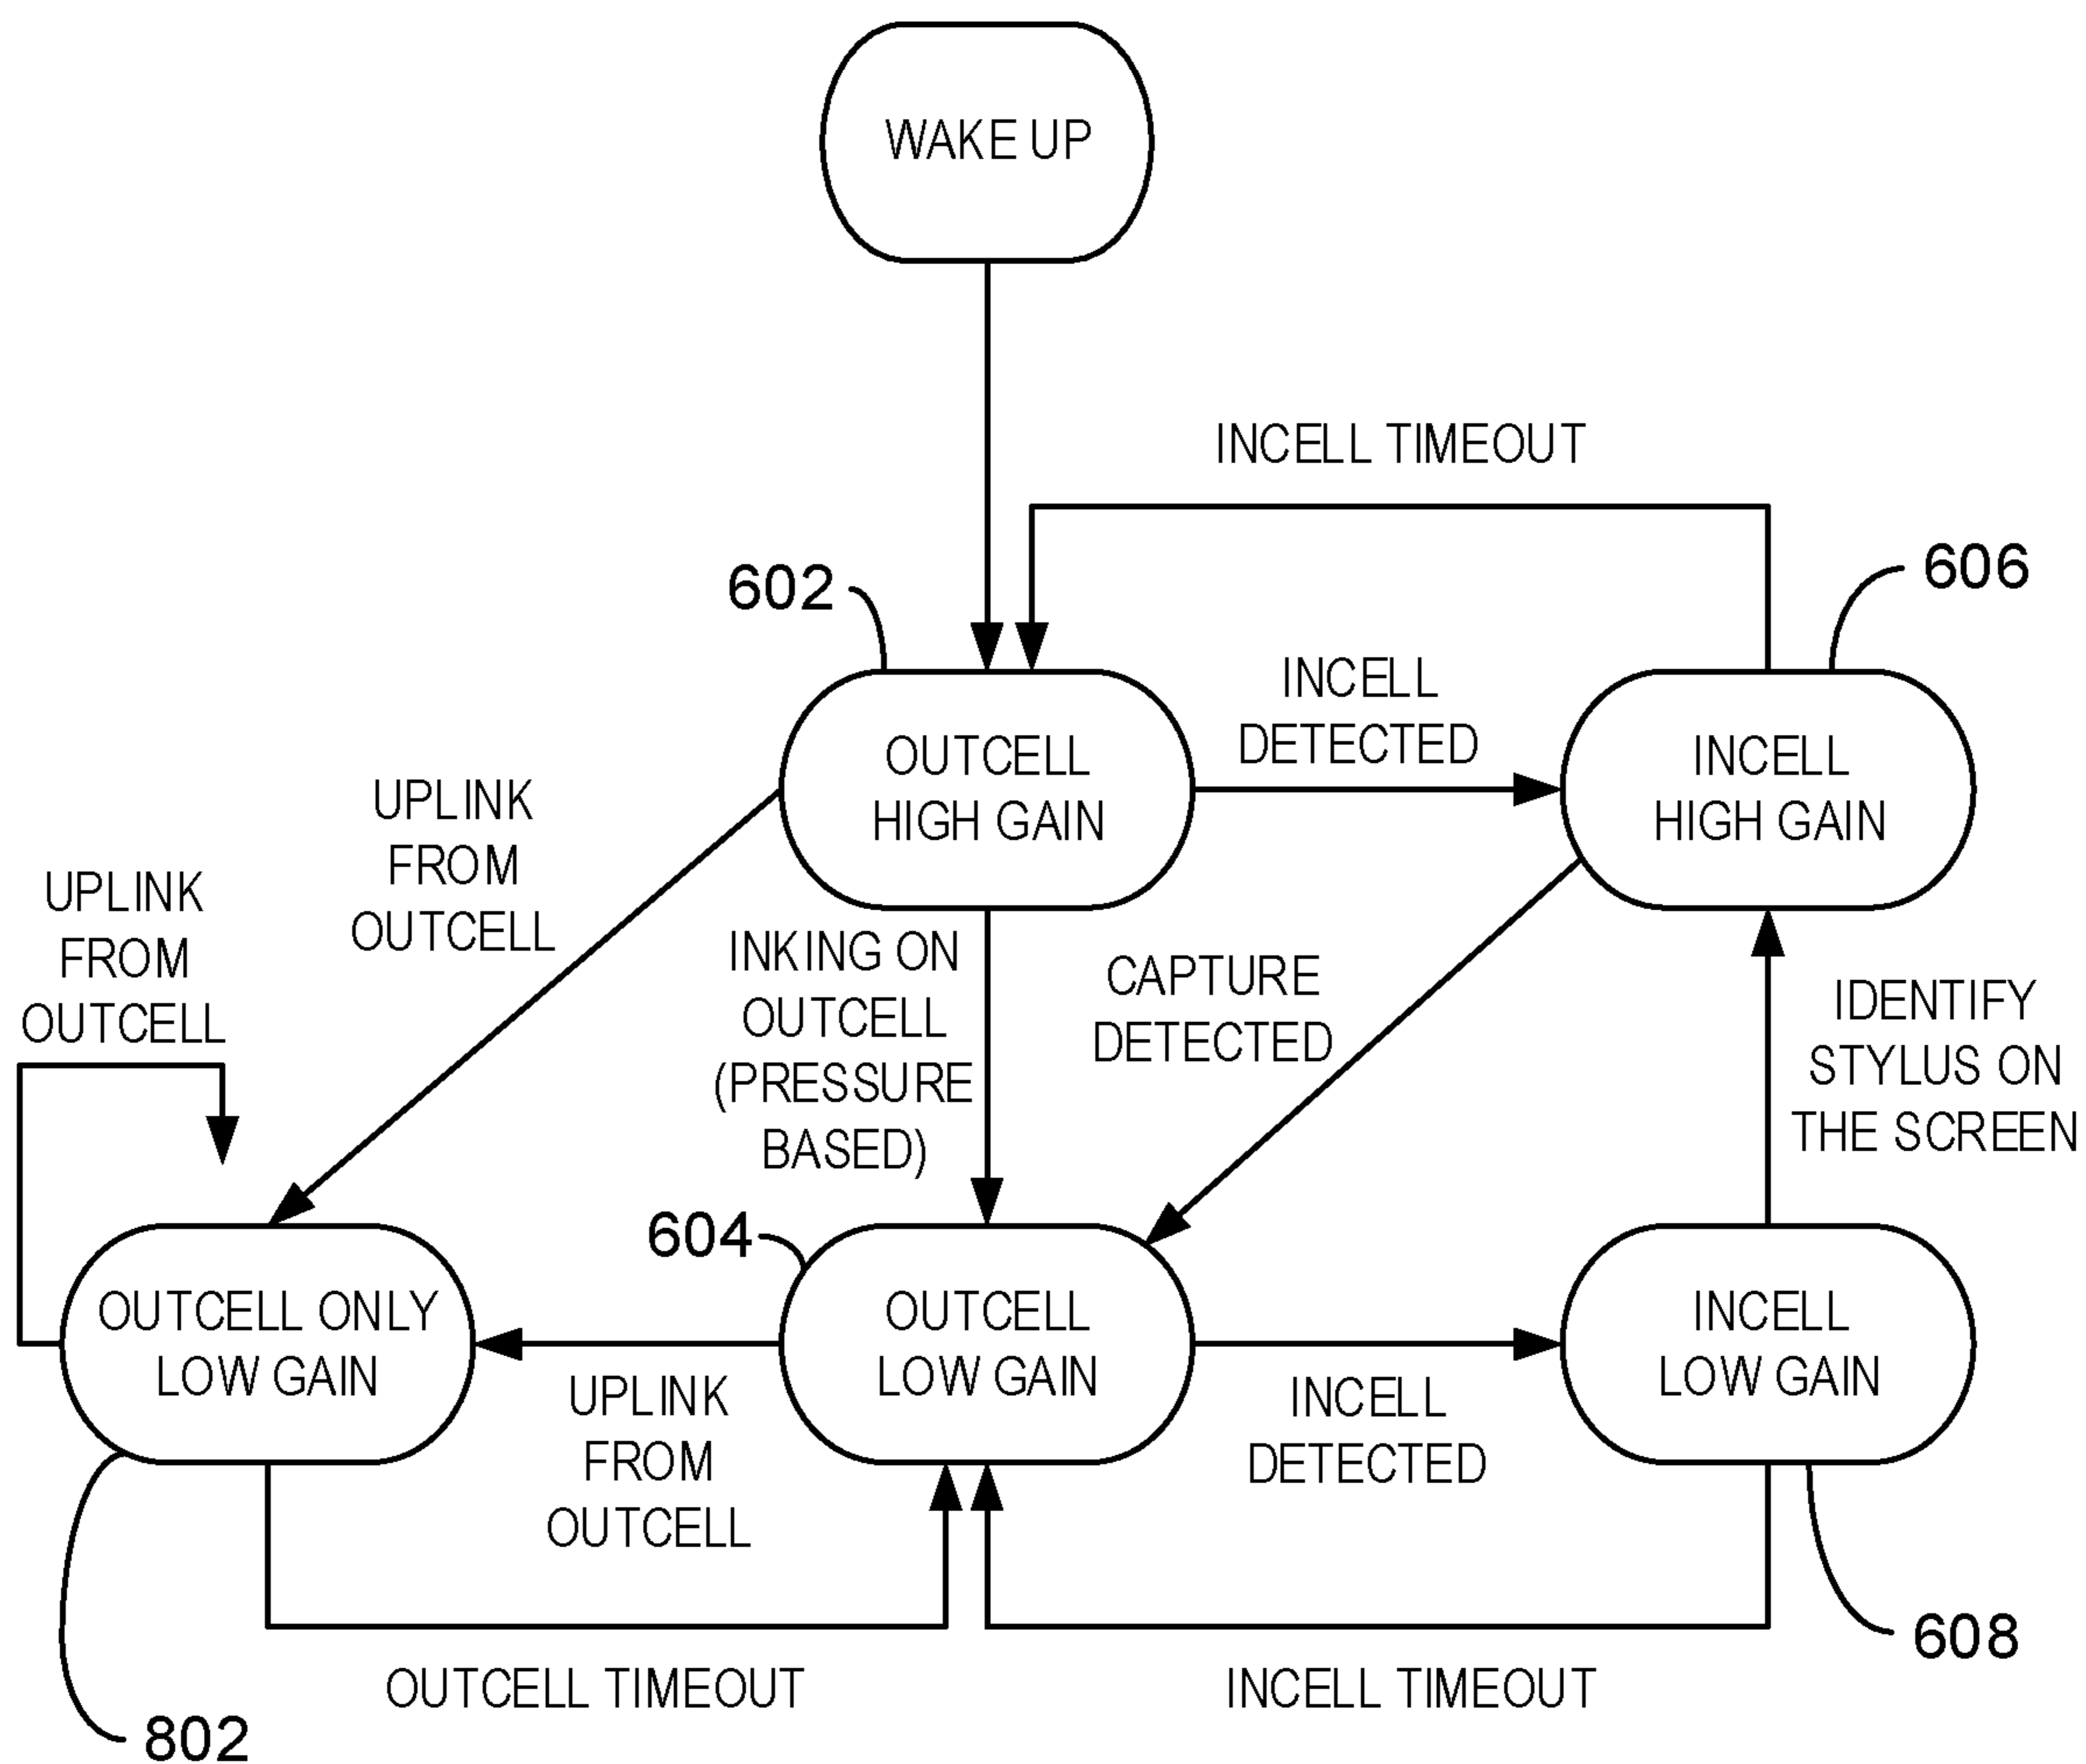 WAKE UP
INCELL TIMEOUT
602
606
INCELL
DETECTED
OUTCELL
HIGH GAIN
INCELL
HIGH GAIN
UPLINK
FROM
OUTCELL
UPLINK
FROM
OUTCELL
INKING ON
OUTCELL
(PRESSURE
BASED)
CAPTURE
DETECTED
IDENTIFY
STYLUS ON
THE SCREEN
604
OUTCELL ONLY
LOW GAIN
OUTCELL
LOW GAIN
INCELL
LOW GAIN
UPLINK
FROM
OUTCELL
INCELL
DETECTED
608
OUTCELL TIMEOUT
INCELL TIMEOUT
802